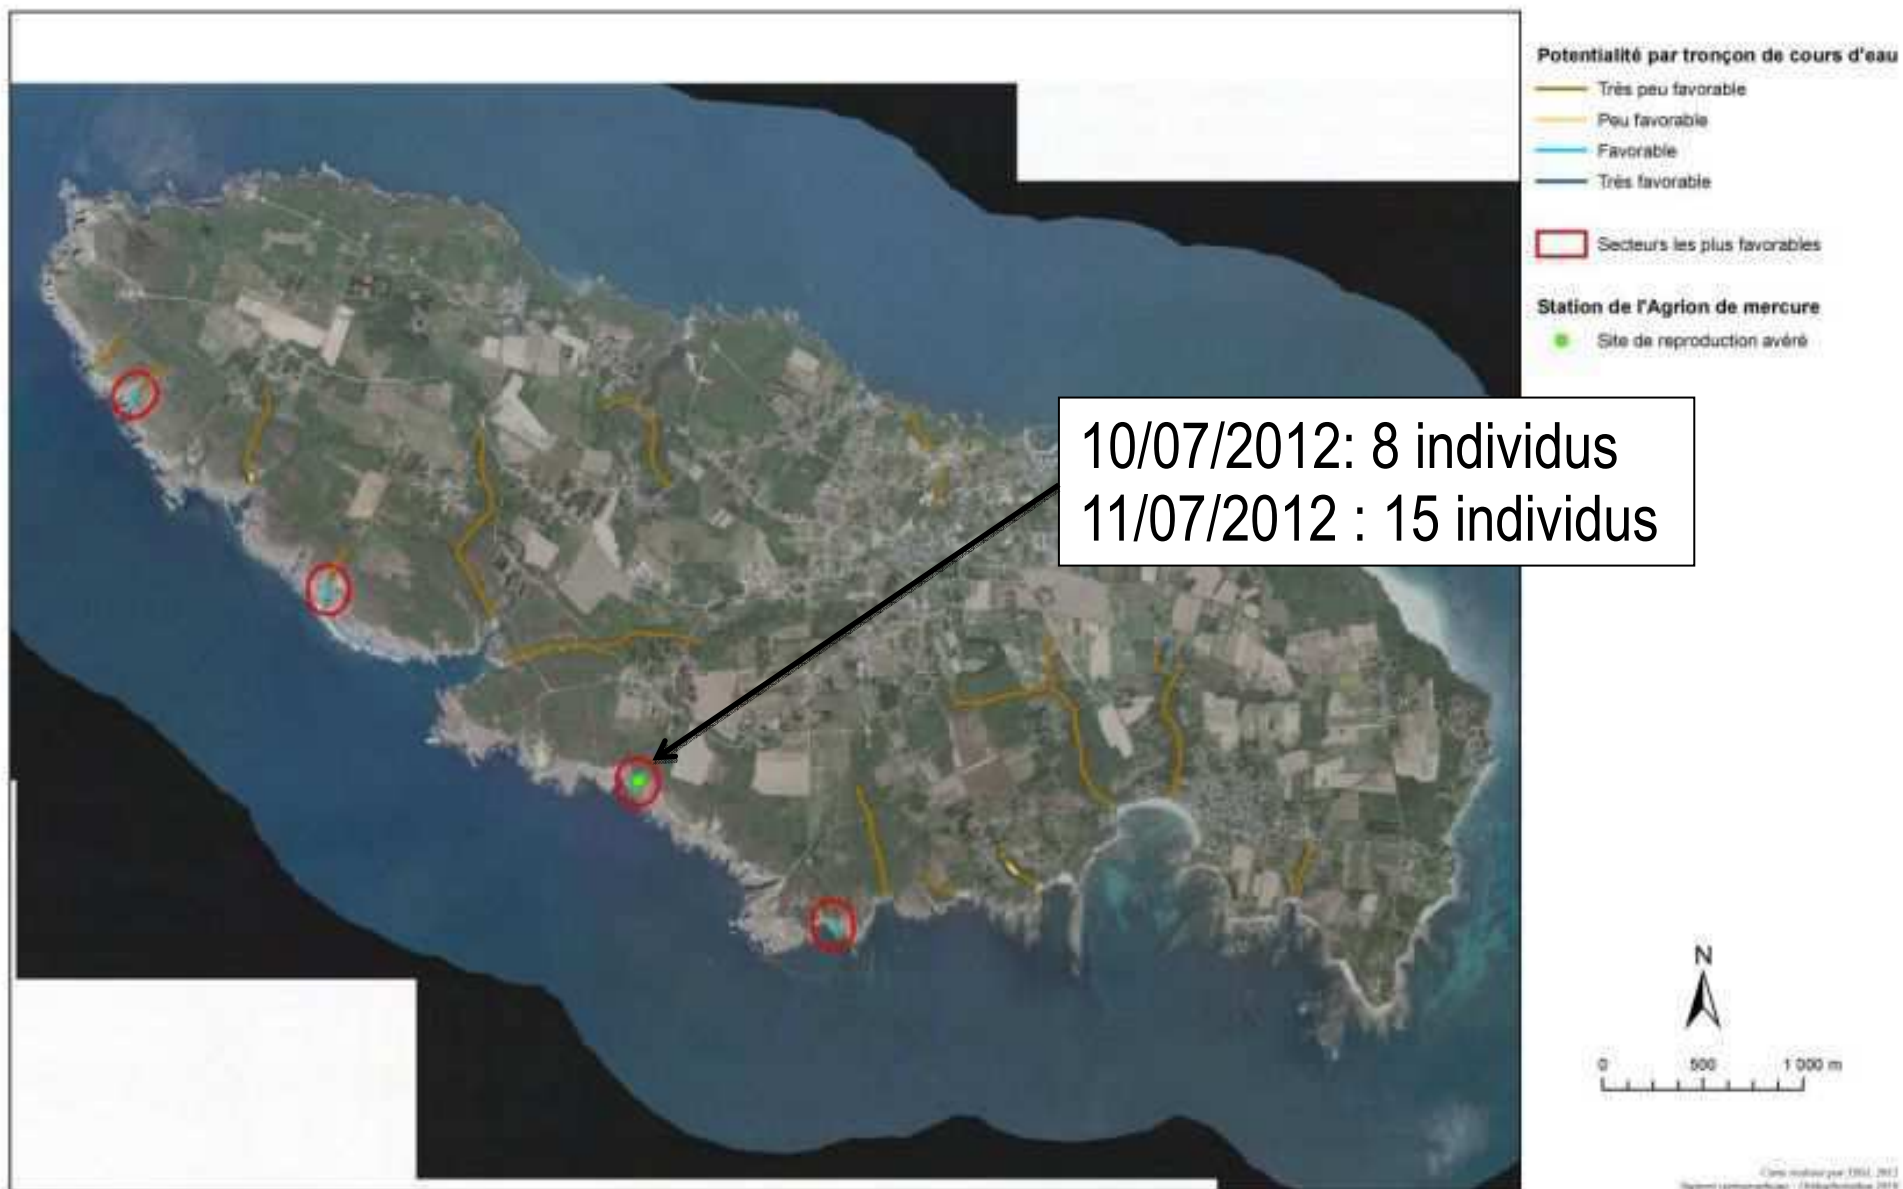 Potentialité par tronçon de cours d'eau
Très peu favorable
Peu favorable
Favorable
Très favorable
Secteurs les plus favorables
Station de l'Agrion de mercure
Site de reproduction avéré
10/07/2012: 8 individus
11/07/2012 : 15 individus
N
0 500 1 000 m